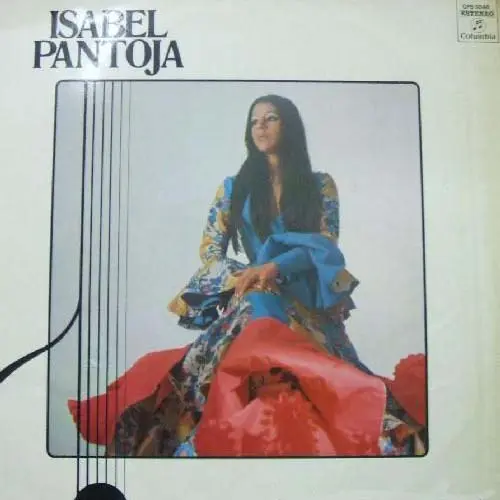 ISABEL
PANTOJA
ESTEREO
Columbia